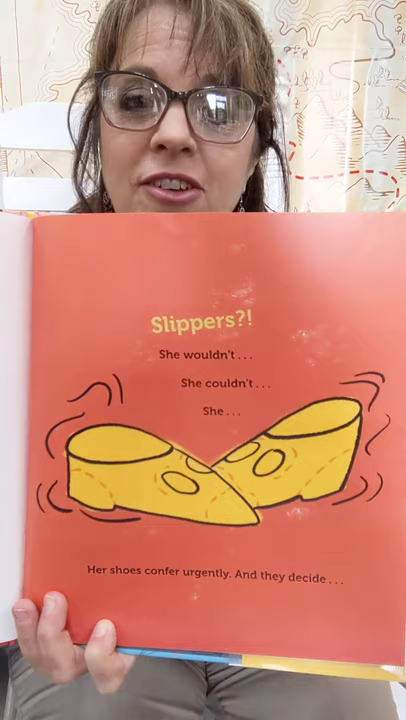 Slippers?!
She wouldn't...
She couldn't...
She...
Her shoes confer urgently. And they decide...